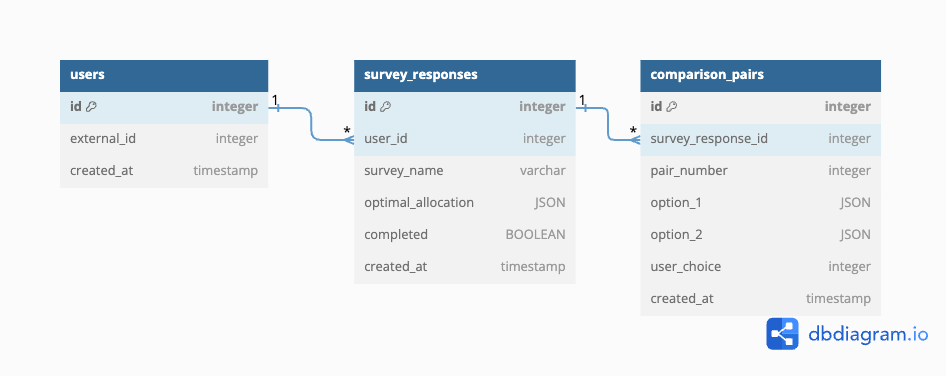 users
id integer
external_id integer
created_at timestamp
1
*
survey_responses
id integer
user_id integer
survey_name varchar
optimal_allocation JSON
completed BOOLEAN
created_at timestamp
1
*
comparison_pairs
id integer
survey_response_id integer
pair_number integer
option_1 JSON
option_2 JSON
user_choice integer
created_at timestamp
dbdiagram.io